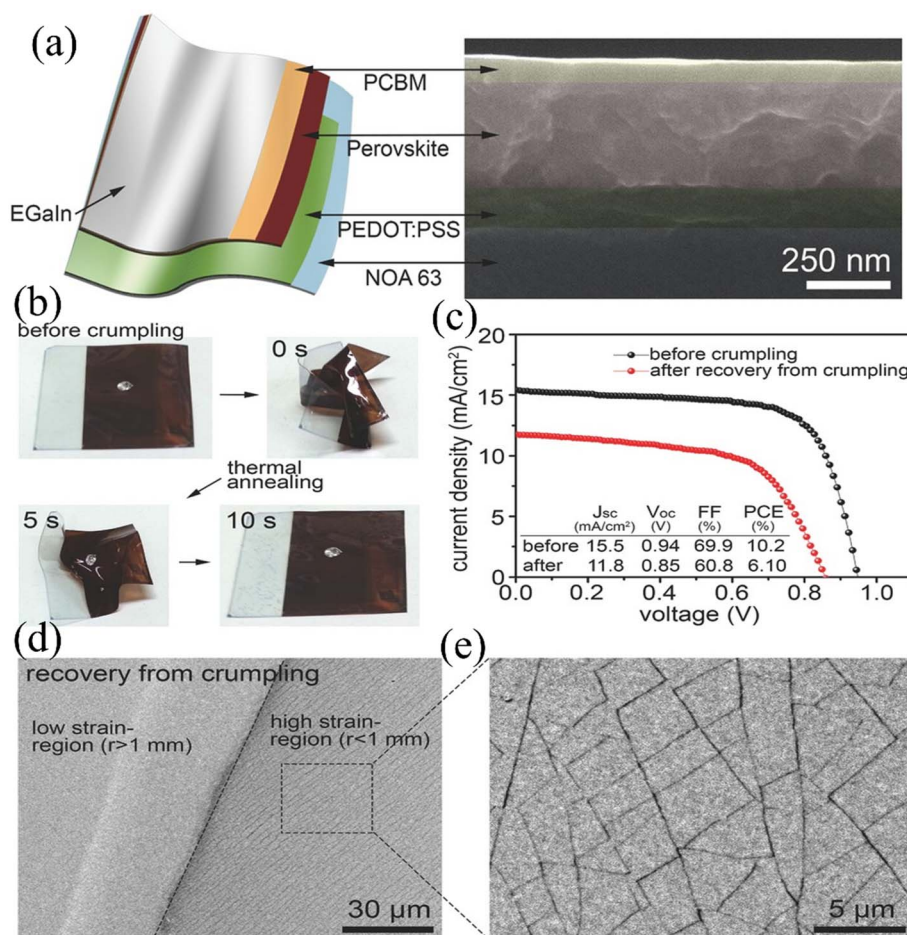 (a)
PCBM
Perovskite
EGaIn
PEDOT:PSS
NOA 63
250 nm
(b)
before crumpling
0 s
thermal
annealing
5 s
10 s
(c)
before crumpling
after recovery from crumpling
current density (mA/cm²)
20
15
10
5
0
Jsc Voc FF PCE
(mA/cm²) (V) (%) (%)
before 15.5 0.94 69.9 10.2
after 11.8 0.85 60.8 6.10
0.0 0.2 0.4 0.6 0.8 1.0
voltage (V)
(d)
recovery from crumpling
low strain-
region (r>1 mm)
high strain-
region (r<1 mm)
30 µm
(e)
5 µm